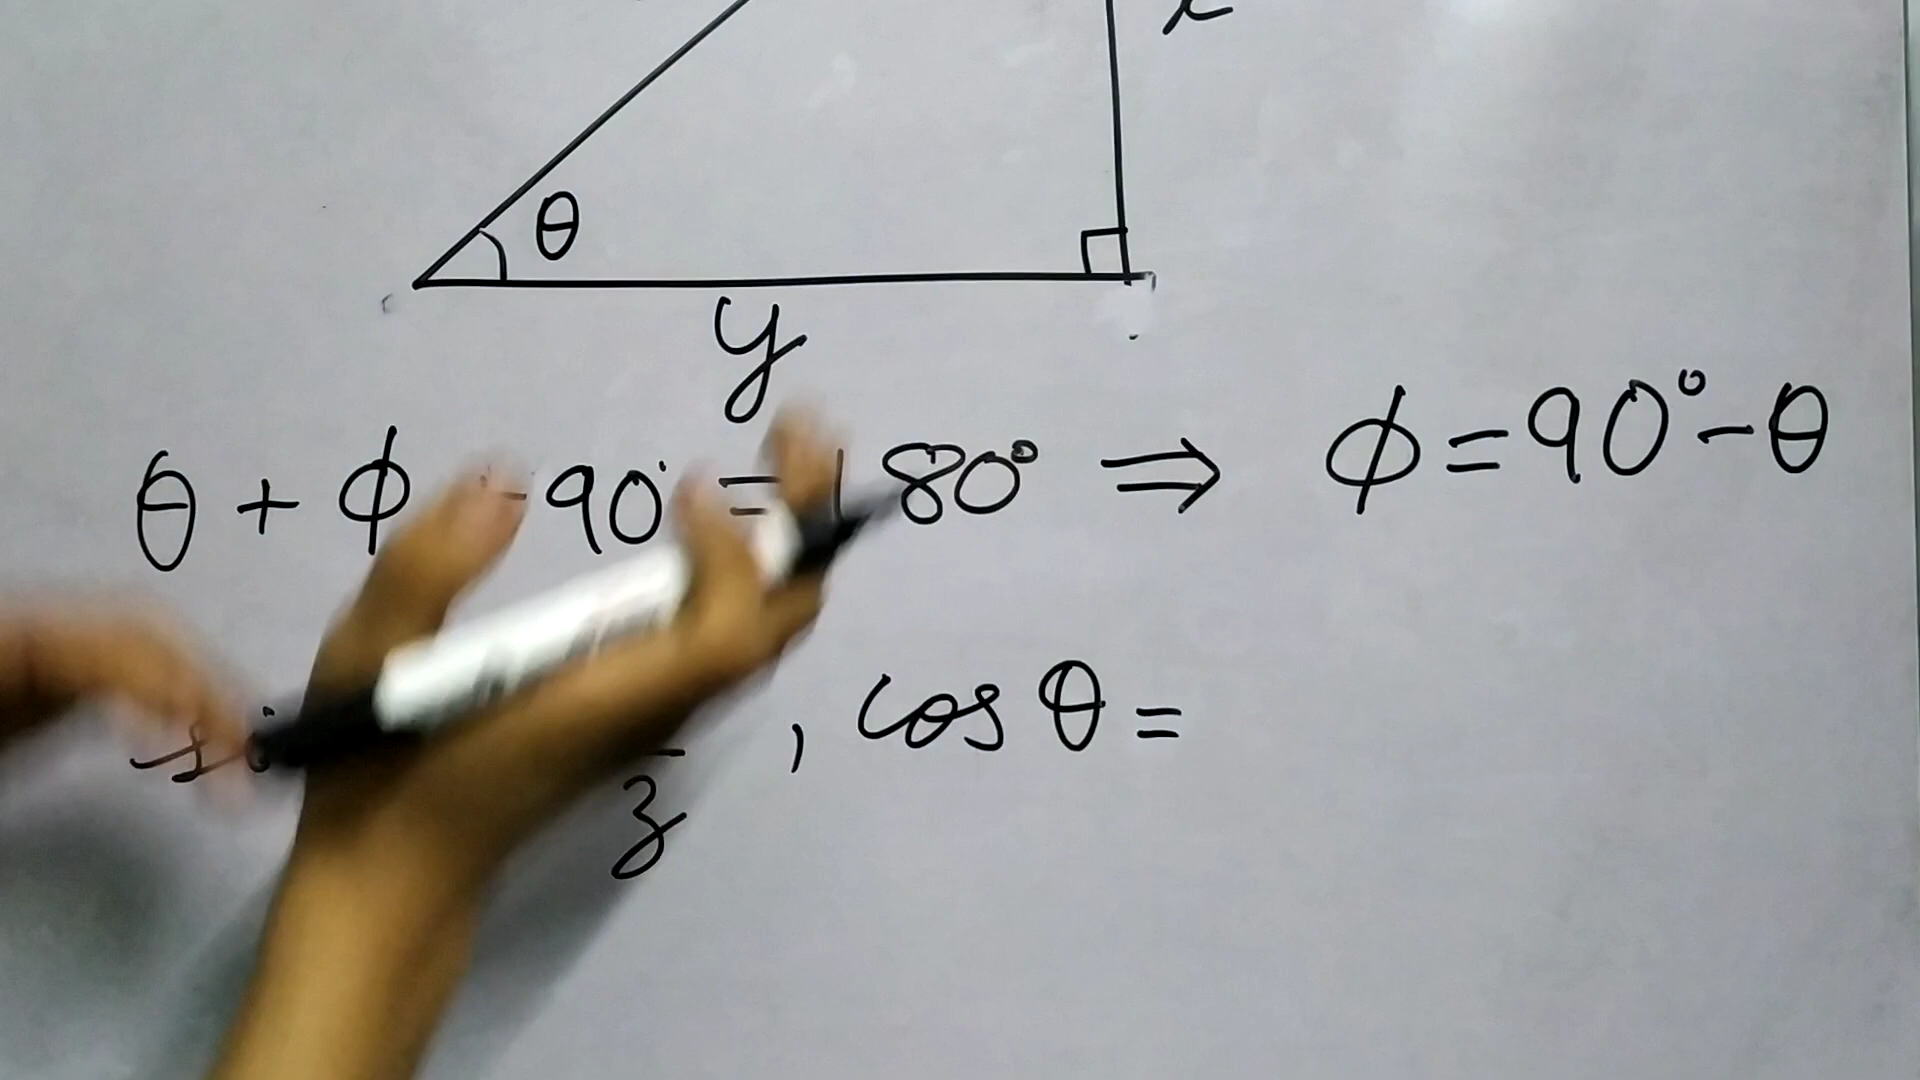 θ
y
θ + ϕ + 90° = 180° ⇒ ϕ = 90° - θ
z , cos θ =